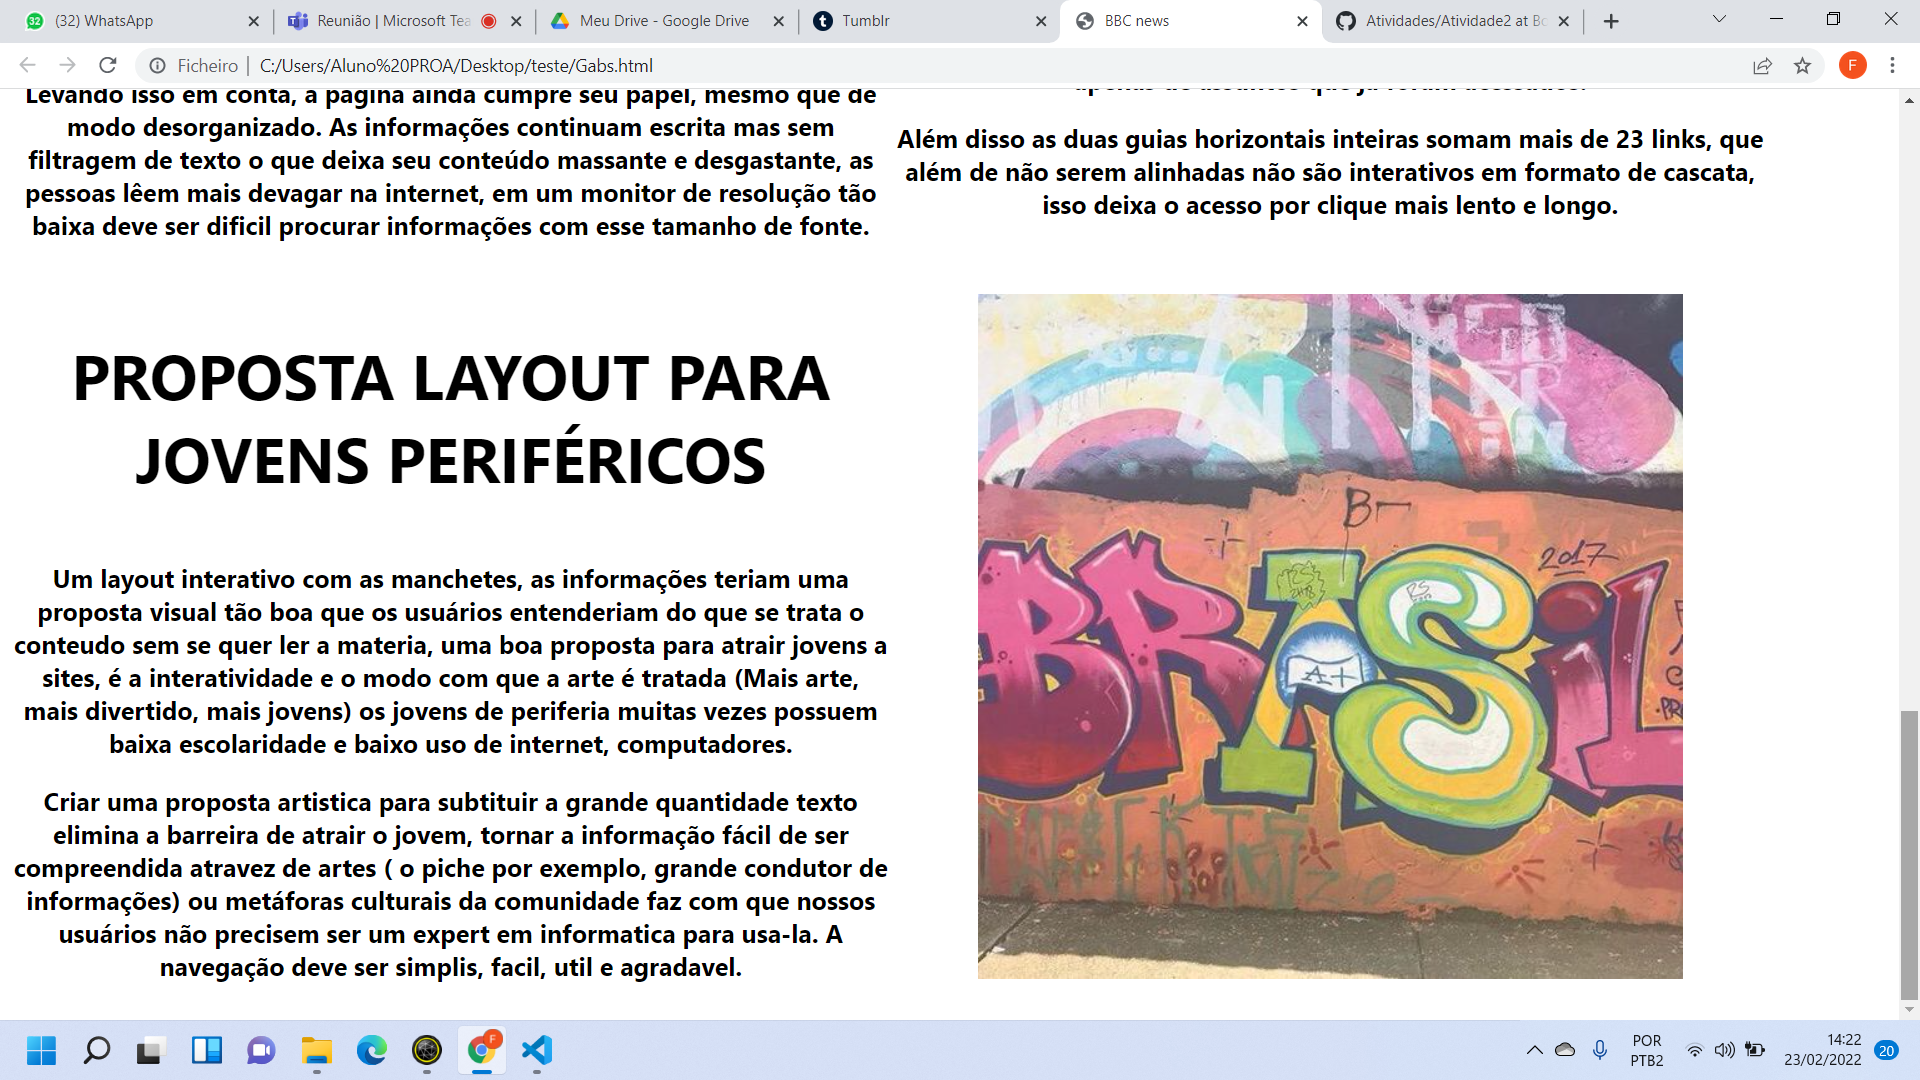 (32) WhatsApp
Reunião | Microsoft Tea
Meu Drive - Google Drive
Tumblr
BBC news
Atividades/Atividade2 at Bo
Ficheiro
C:/Users/Aluno%20PROA/Desktop/teste/Gabs.html
F
Levando isso em conta, a pagina ainda cumpre seu papel, mesmo que de
modo desorganizado. As informações continuam escrita mas sem
filtragem de texto o que deixa seu conteúdo massante e desgastante, as
pessoas lêem mais devagar na internet, em um monitor de resolução tão
baixa deve ser dificil procurar informações com esse tamanho de fonte.
PROPOSTA LAYOUT PARA
JOVENS PERIFÉRICOS
Um layout interativo com as manchetes, as informações teriam uma
proposta visual tão boa que os usuários entenderiam do que se trata o
conteudo sem se quer ler a materia, uma boa proposta para atrair jovens a
sites, é a interatividade e o modo com que a arte é tratada (Mais arte,
mais divertido, mais jovens) os jovens de periferia muitas vezes possuem
baixa escolaridade e baixo uso de internet, computadores.
Criar uma proposta artistica para subtituir a grande quantidade texto
elimina a barreira de atrair o jovem, tornar a informação fácil de ser
compreendida atravez de artes ( o piche por exemplo, grande condutor de
informações) ou metáforas culturais da comunidade faz com que nossos
usuários não precisem ser um expert em informatica para usa-la. A
navegação deve ser simplis, facil, util e agradavel.
Além disso as duas guias horizontais inteiras somam mais de 23 links, que
além de não serem alinhadas não são interativos em formato de cascata,
isso deixa o acesso por clique mais lento e longo.
2017
BRASIL
A+
POR
PTB2
14:22
23/02/2022
20